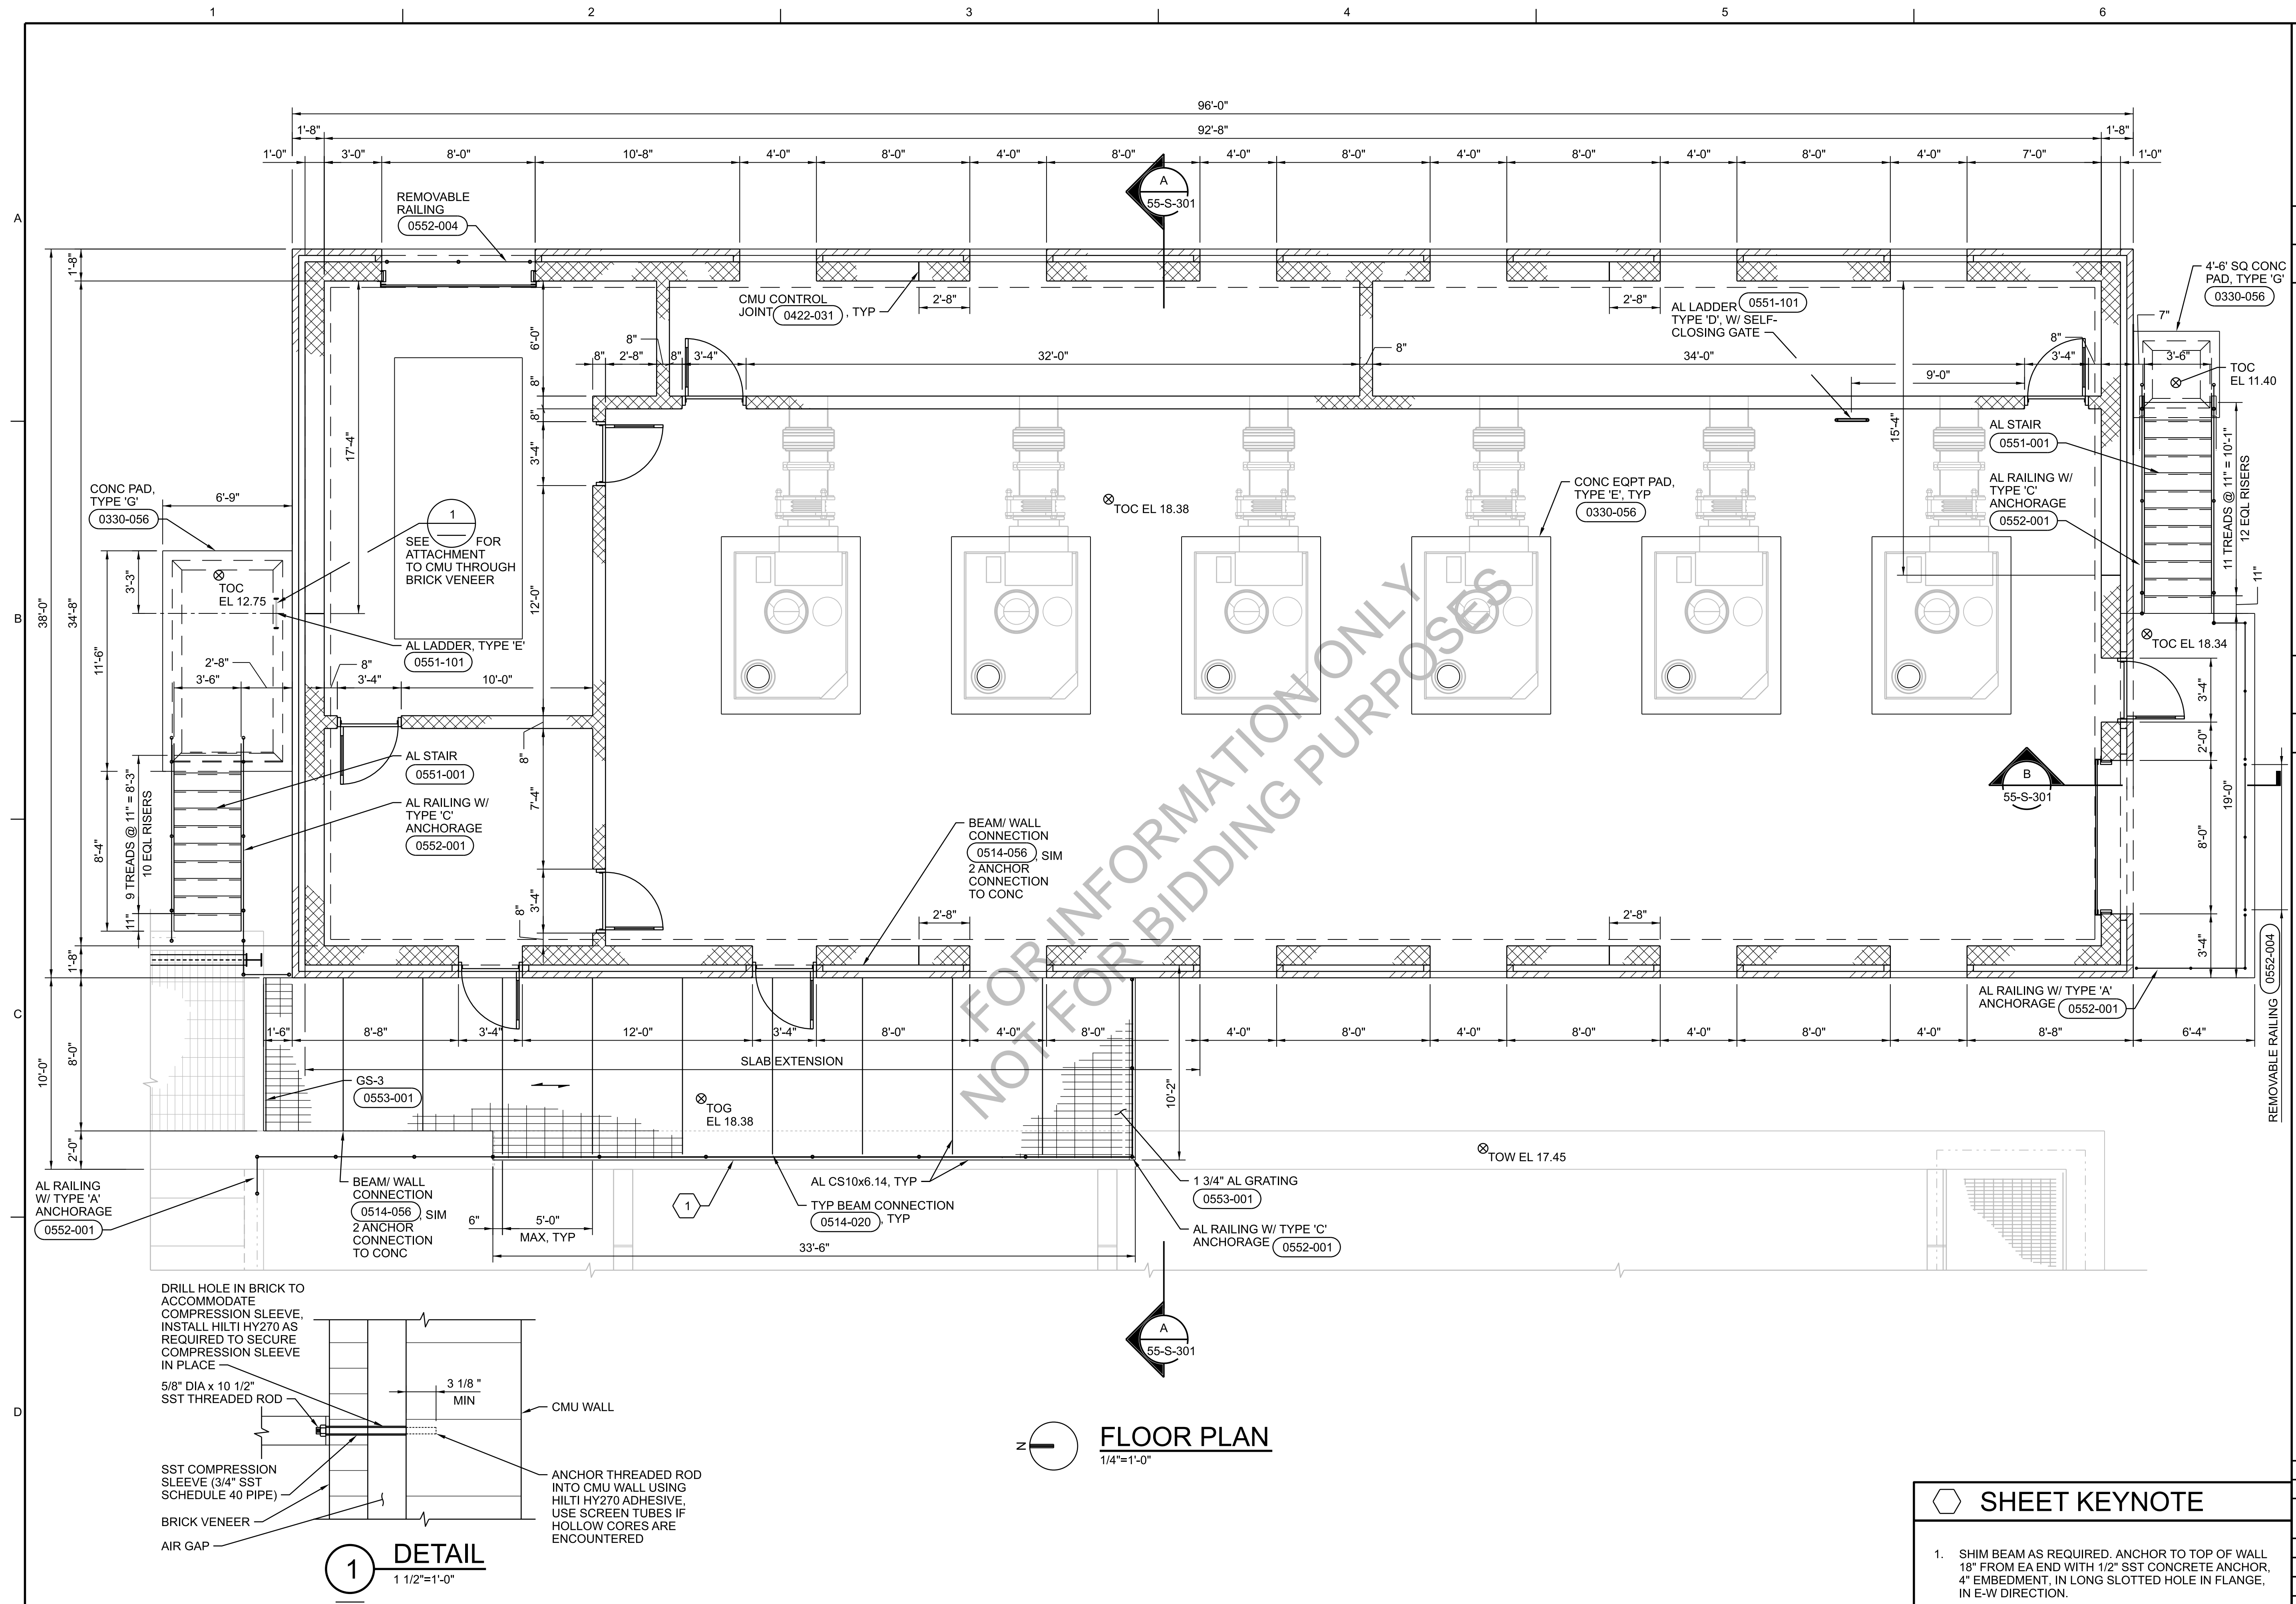 1 2 3 4 5 6
96'-0"
1'-8" 92'-8" 1'-8"
1'-0" 3'-0" 8'-0" 10'-8" 4'-0" 8'-0" 4'-0" 8'-0" 4'-0" 8'-0" 4'-0" 8'-0" 4'-0" 8'-0" 4'-0" 7'-0" 1'-0"
A
55-S-301
A
REMOVABLE
RAILING
0552-004
1'-8"
CMU CONTROL
JOINT 0422-031 , TYP
2'-8"
2'-8"
AL LADDER 0551-101
TYPE 'D', W/ SELF-
CLOSING GATE
4'-6' SQ CONC
PAD, TYPE 'G'
0330-056
7"
8"
8" 2'-8" 8" 3'-4" 32'-0" 8" 34'-0" 8"
3'-4" 3'-6"
9'-0"
TOC
EL 11.40
6'-0"
8"
8"
3'-4"
17'-4"
15'-4"
AL STAIR
0551-001
AL RAILING W/
TYPE 'C'
ANCHORAGE
0552-001
11 TREADS @ 11" = 10'-1"
12 EQL RISERS
11"
CONC PAD,
TYPE 'G'
0330-056
6'-9"
1
SEE FOR
ATTACHMENT
TO CMU THROUGH
BRICK VENEER
TOC EL 18.38
CONC EQPT PAD,
TYPE 'E', TYP
0330-056
B
38'-0"
34'-8"
3'-3"
TOC
EL 12.75
12'-0"
11'-6"
AL LADDER, TYPE 'E'
0551-101
2'-8"
8"
3'-6" 3'-4" 10'-0"
TOC EL 18.34
3'-4"
2'-0"
B
55-S-301
19'-0"
8'-0"
3'-4"
AL STAIR
0551-001
8"
7'-4"
AL RAILING W/
TYPE 'C'
ANCHORAGE
0552-001
8'-4"
9 TREADS @ 11" = 8'-3"
10 EQL RISERS
11"
3'-4"
8"
BEAM/ WALL
CONNECTION
0514-056 , SIM
2 ANCHOR
CONNECTION
TO CONC
2'-8"
2'-8"
1'-8"
FOR INFORMATION ONLY
NOT FOR BIDDING PURPOSES
AL RAILING W/ TYPE 'A'
ANCHORAGE 0552-001
REMOVABLE RAILING 0552-004
C
1'-6" 8'-8" 3'-4" 12'-0" 3'-4" 8'-0" 4'-0" 8'-0" 4'-0" 8'-0" 4'-0" 8'-0" 4'-0" 8'-0" 4'-0" 8'-8" 6'-4"
SLAB EXTENSION
10'-0"
8'-0"
2'-0"
GS-3
0553-001
TOG
EL 18.38
10'-2"
TOW EL 17.45
AL RAILING
W/ TYPE 'A'
ANCHORAGE
0552-001
BEAM/ WALL
CONNECTION
0514-056 , SIM
2 ANCHOR
CONNECTION
TO CONC
6" 5'-0"
MAX, TYP
33'-6"
1
AL CS10x6.14, TYP
TYP BEAM CONNECTION
0514-020 , TYP
1 3/4" AL GRATING
0553-001
AL RAILING W/ TYPE 'C'
ANCHORAGE 0552-001
A
55-S-301
D
DRILL HOLE IN BRICK TO
ACCOMMODATE
COMPRESSION SLEEVE,
INSTALL HILTI HY270 AS
REQUIRED TO SECURE
COMPRESSION SLEEVE
IN PLACE
5/8" DIA x 10 1/2"
SST THREADED ROD
3 1/8 "
MIN
CMU WALL
SST COMPRESSION
SLEEVE (3/4" SST
SCHEDULE 40 PIPE)
BRICK VENEER
AIR GAP
ANCHOR THREADED ROD
INTO CMU WALL USING
HILTI HY270 ADHESIVE,
USE SCREEN TUBES IF
HOLLOW CORES ARE
ENCOUNTERED
1 DETAIL
1 1/2"=1'-0"
N
FLOOR PLAN
1/4"=1'-0"
SHEET KEYNOTE
1. SHIM BEAM AS REQUIRED. ANCHOR TO TOP OF WALL
18" FROM EA END WITH 1/2" SST CONCRETE ANCHOR,
4" EMBEDMENT, IN LONG SLOTTED HOLE IN FLANGE,
IN E-W DIRECTION.